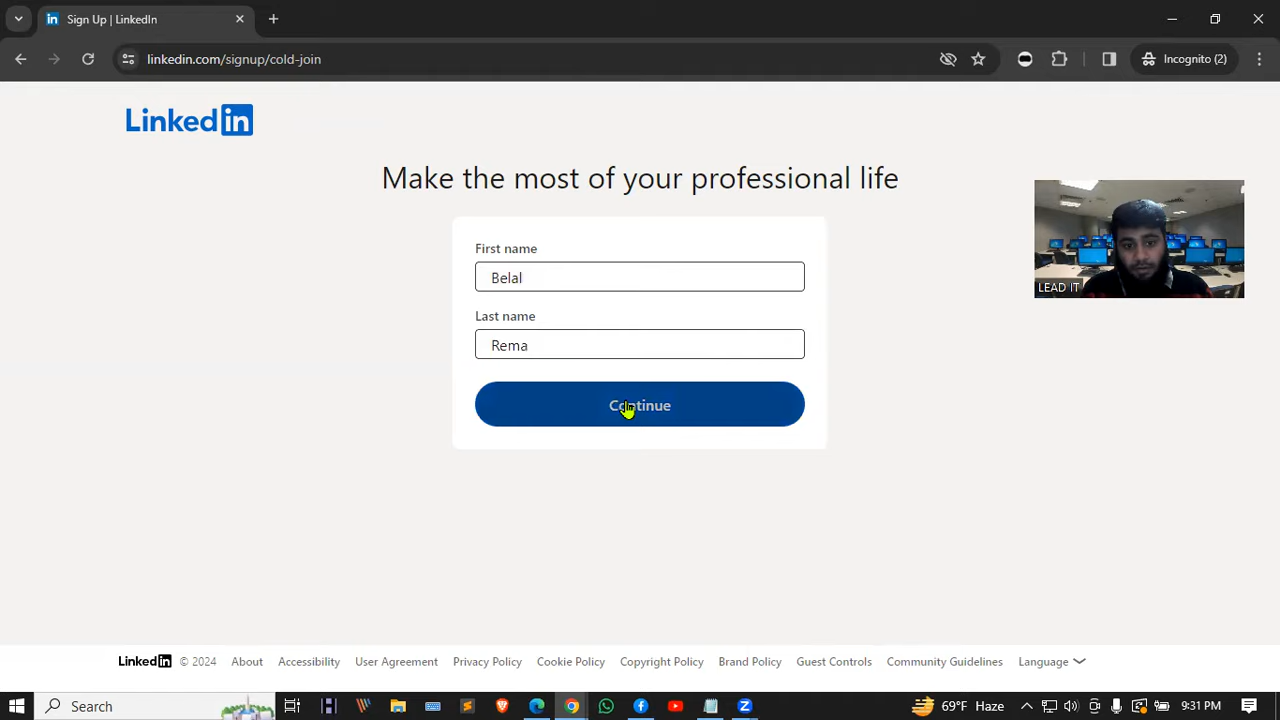 Sign Up | LinkedIn
linkedin.com/signup/cold-join
Incognito (2)
Linkedin
Make the most of your professional life
First name
Belal
Last name
Rema
Continue
LEAD IT
Linkedin © 2024 About Accessibility User Agreement Privacy Policy Cookie Policy Copyright Policy Brand Policy Guest Controls Community Guidelines Language
Search
69°F Haze
9:31 PM